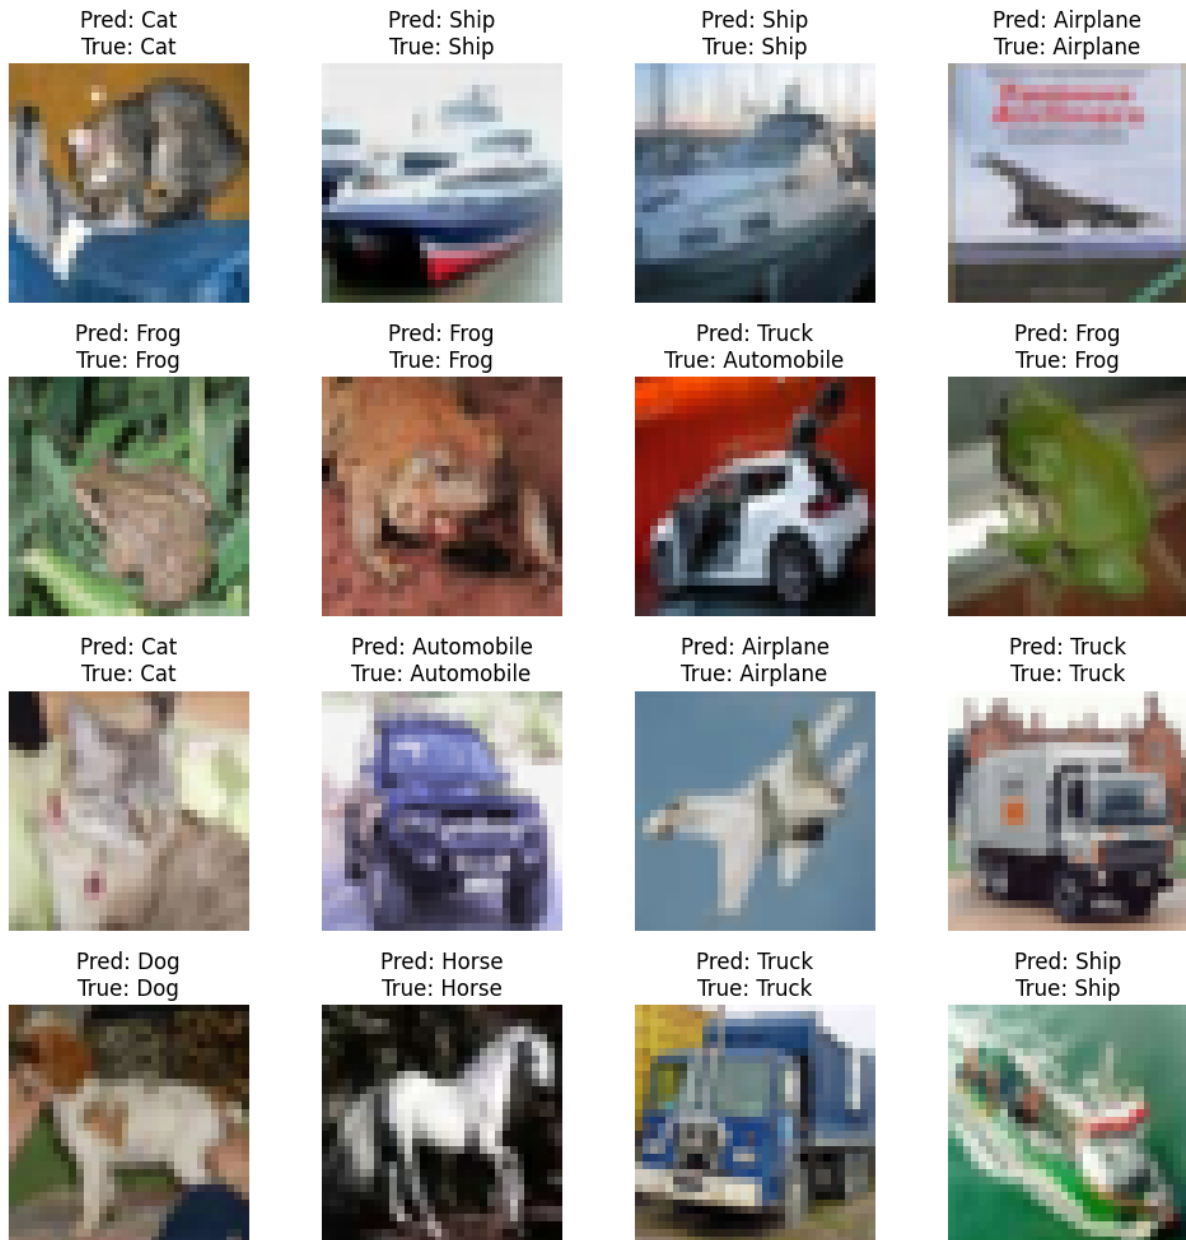 Pred: Cat
True: Cat
Pred: Ship
True: Ship
Pred: Ship
True: Ship
Pred: Airplane
True: Airplane
Pred: Frog
True: Frog
Pred: Frog
True: Frog
Pred: Truck
True: Automobile
Pred: Frog
True: Frog
Pred: Cat
True: Cat
Pred: Automobile
True: Automobile
Pred: Airplane
True: Airplane
Pred: Truck
True: Truck
Pred: Dog
True: Dog
Pred: Horse
True: Horse
Pred: Truck
True: Truck
Pred: Ship
True: Ship